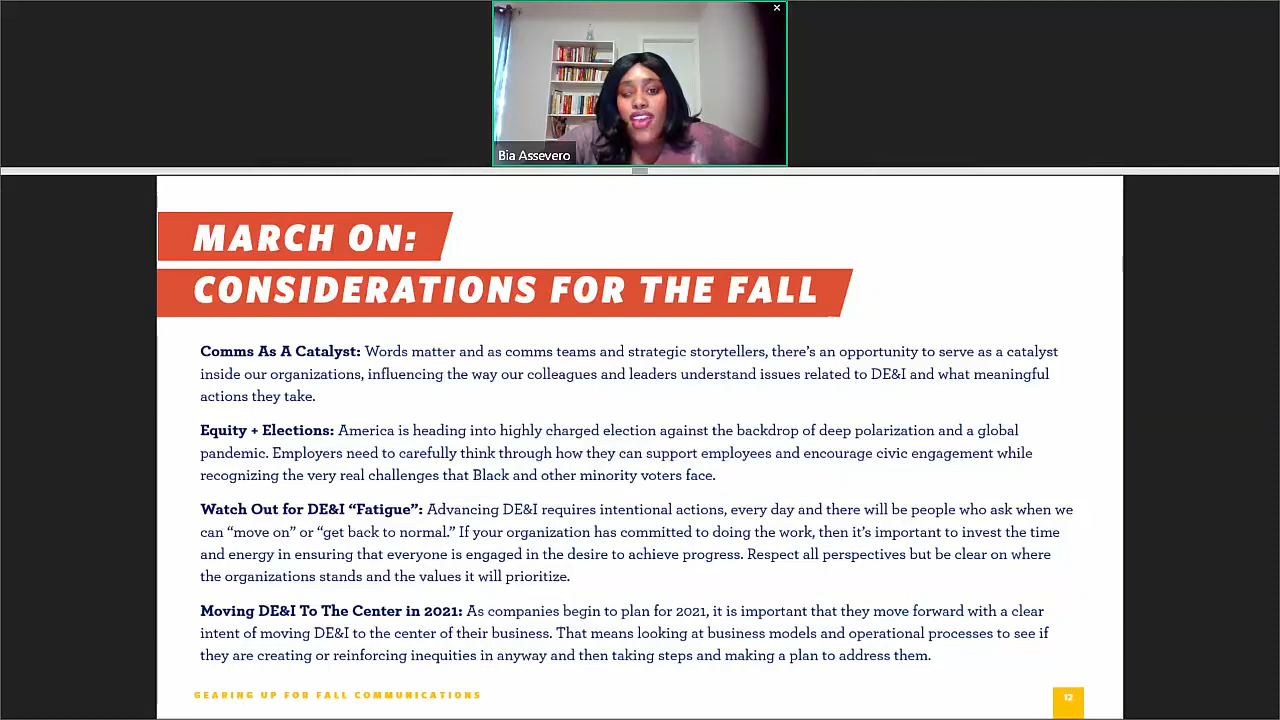 Bia Assevero
MARCH ON:
CONSIDERATIONS FOR THE FALL
Comms As A Catalyst: Words matter and as comms teams and strategic storytellers, there's an opportunity to serve as a catalyst
inside our organizations, influencing the way our colleagues and leaders understand issues related to DE&I and what meaningful
actions they take.
Equity + Elections: America is heading into highly charged election against the backdrop of deep polarization and a global
pandemic. Employers need to carefully think through how they can support employees and encourage civic engagement while
recognizing the very real challenges that Black and other minority voters face.
Watch Out for DE&I “Fatigue”: Advancing DE&I requires intentional actions, every day and there will be people who ask when we
can “move on” or “get back to normal.” If your organization has committed to doing the work, then it's important to invest the time
and energy in ensuring that everyone is engaged in the desire to achieve progress. Respect all perspectives but be clear on where
the organizations stands and the values it will prioritize.
Moving DE&I To The Center in 2021: As companies begin to plan for 2021, it is important that they move forward with a clear
intent of moving DE&I to the center of their business. That means looking at business models and operational processes to see if
they are creating or reinforcing inequities in anyway and then taking steps and making a plan to address them.
GEARING UP FOR FALL COMMUNICATIONS
12